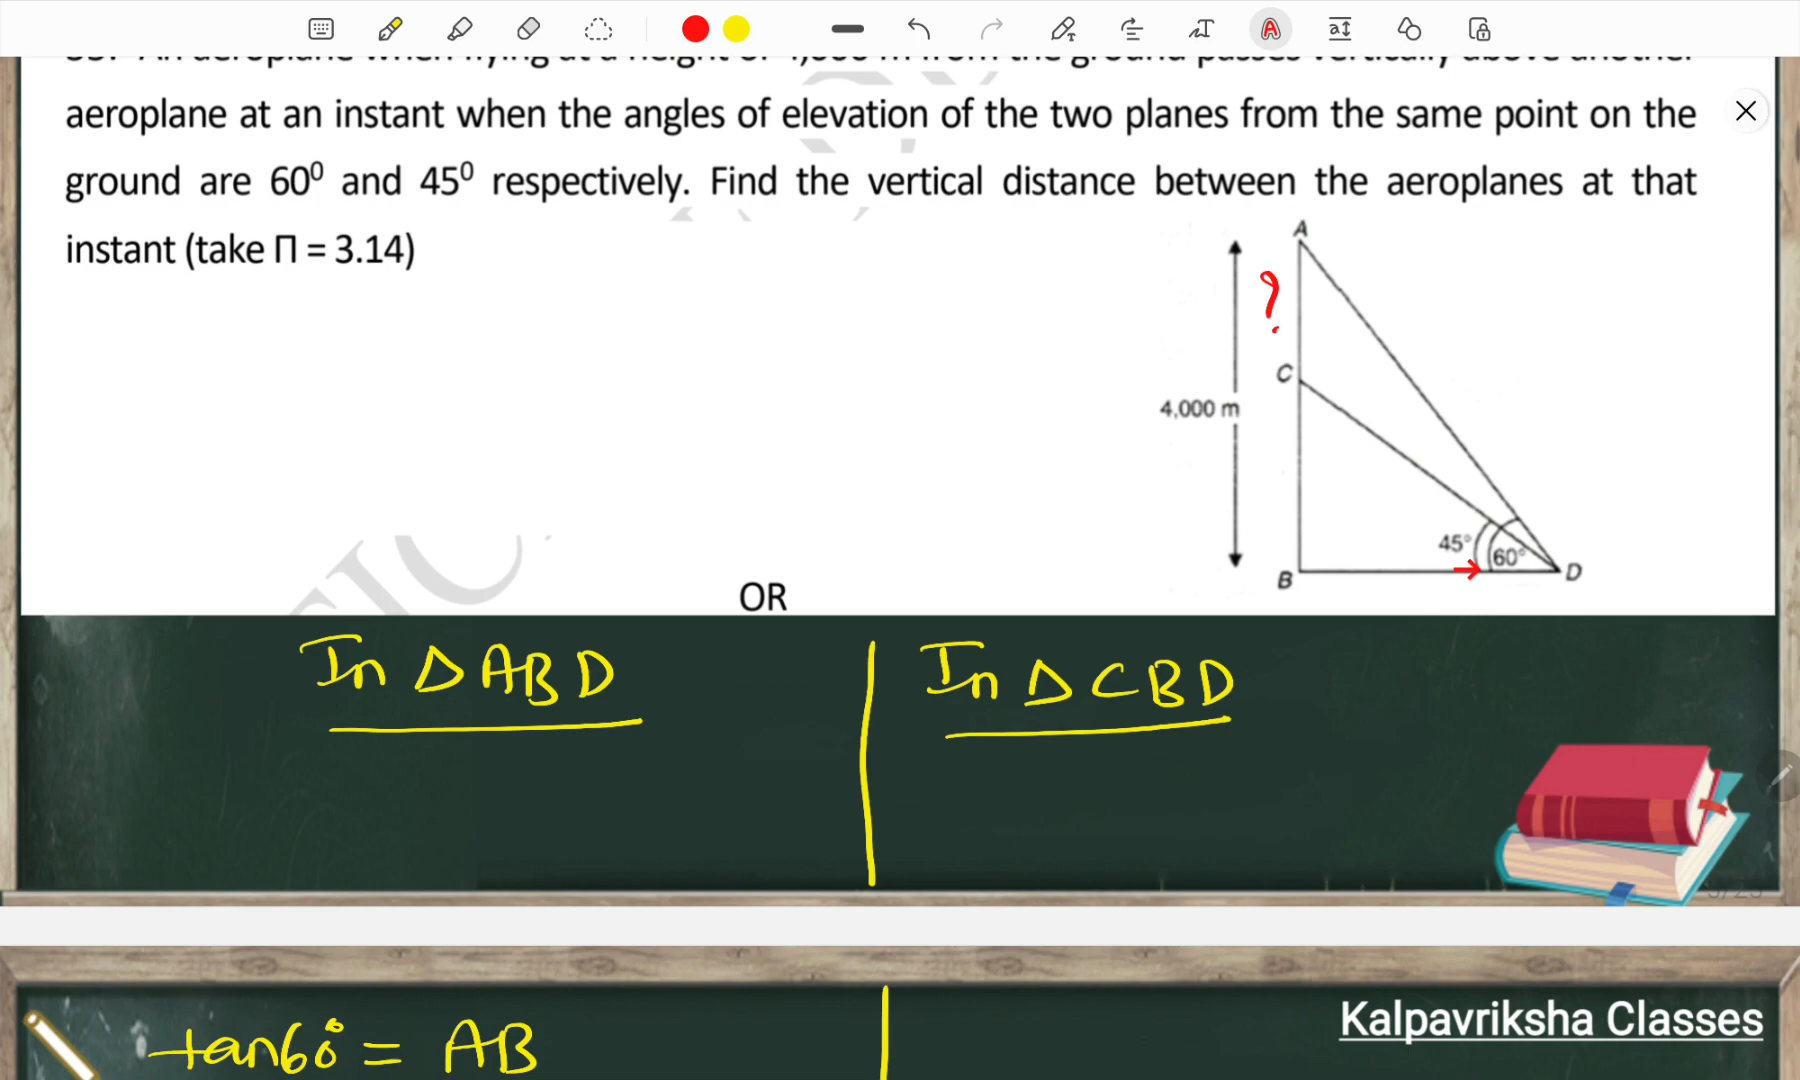 aeroplane at an instant when the angles of elevation of the two planes from the same point on the
ground are 60⁰ and 45⁰ respectively. Find the vertical distance between the aeroplanes at that
instant (take Π = 3.14)
A
?
C
4,000 m
45°
60°
B
D
OR
In Δ ABD
In Δ CBD
Kalpavriksha Classes
tan60° = AB